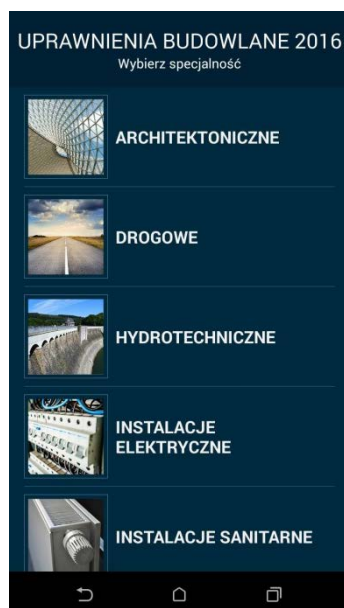 UPRAWNIENIA BUDOWLANE 2016
Wybierz specjalność
ARCHITEKTONICZNE
DROGOWE
HYDROTECHNICZNE
INSTALACJE
ELEKTRYCZNE
INSTALACJE SANITARNE